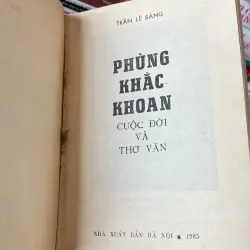 TRẦN LÊ SÁNG
PHÙNG
KHẮC
KHOAN
CUỘC ĐỜI
VÀ
THƠ VĂN
NHÀ XUẤT BẢN HÀ NỘI • 1985